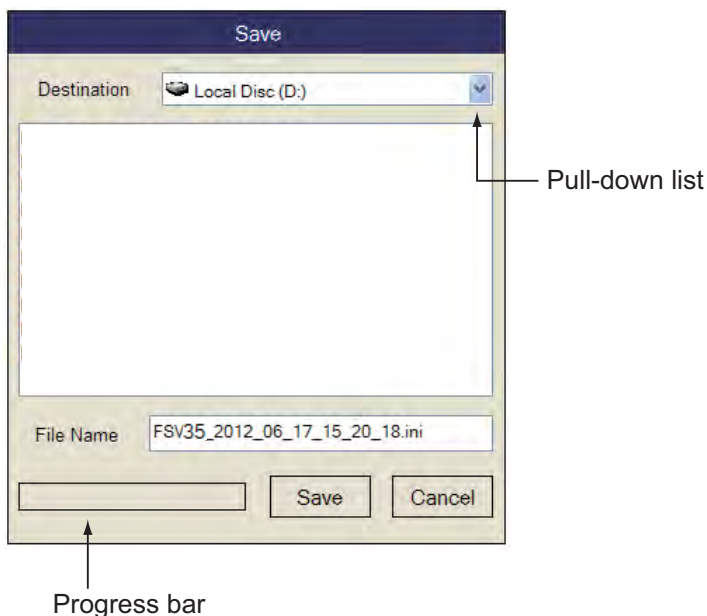 Save
Destination
Local Disc (D:)
Pull-down list
File Name
FSV35_2012_06_17_15_20_18.ini
Save
Cancel
Progress bar